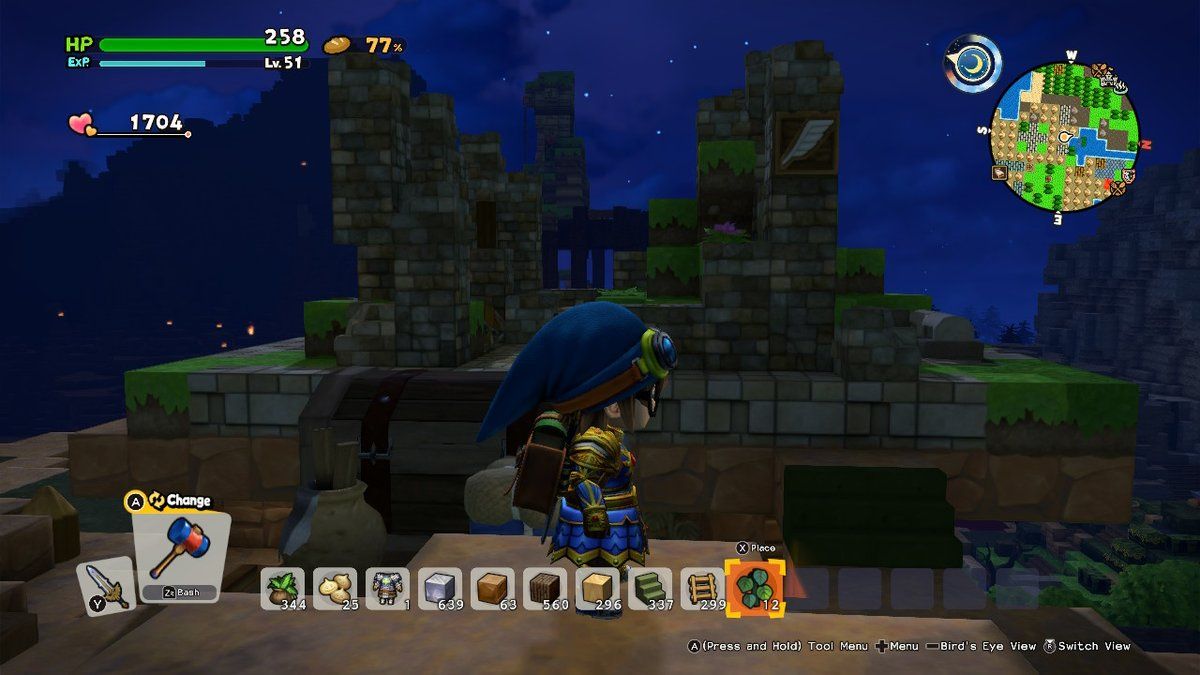 HP 258 77%
EXP. Lv.51
1704
W
S
N
E
A Change
Y
ZR Bash
X Place
344 25 1 639 63 560 296 337 299 12
A (Press and Hold) Tool Menu Menu Bird's Eye View R Switch View